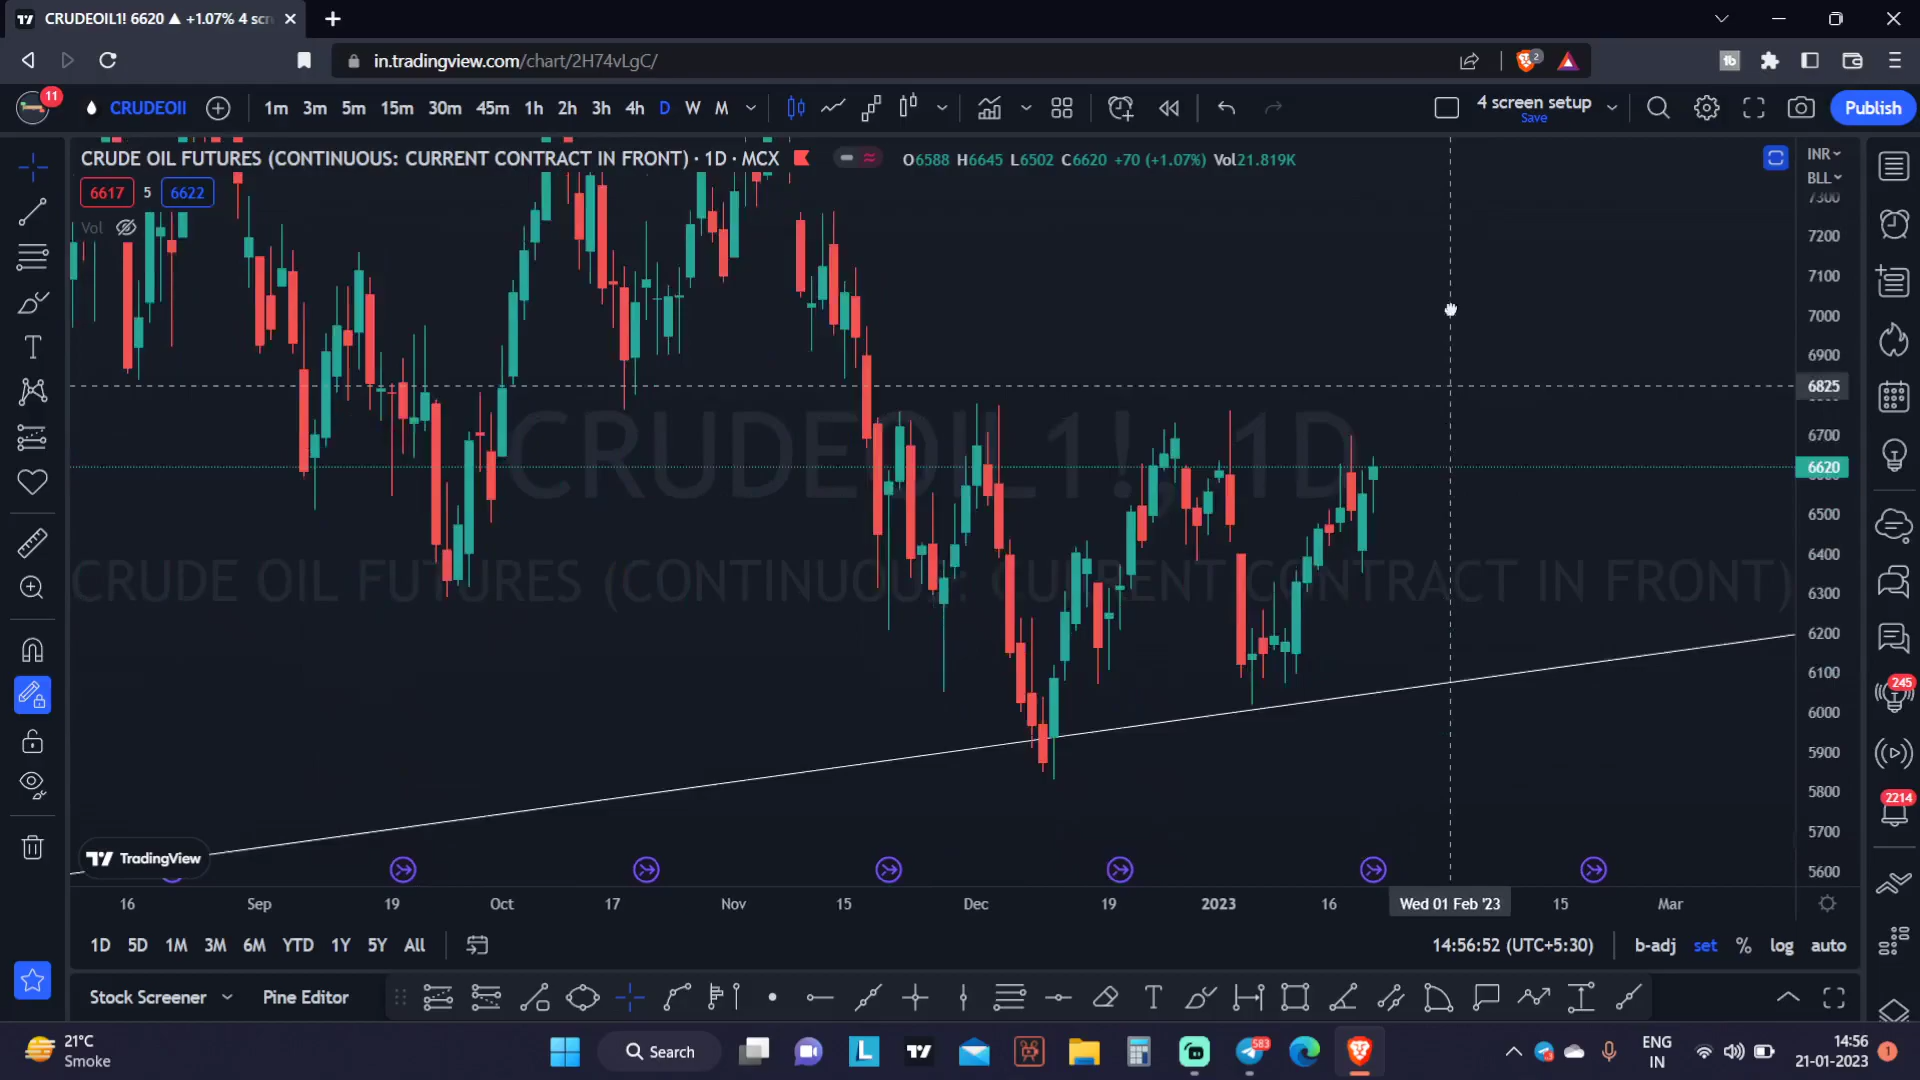 CRUDEOIL1! 6620 ▲ +1.07% 4 scr
in.tradingview.com/chart/2H74vLgC/
11
CRUDEOIl
1m 3m 5m 15m 30m 45m 1h 2h 3h 4h D W M
4 screen setup
Save
Publish
CRUDE OIL FUTURES (CONTINUOUS: CURRENT CONTRACT IN FRONT) · 1D · MCX
O6588 H6645 L6502 C6620 +70 (+1.07%) Vol21.819K
INR
BLL
6617 5 6622
Vol
7300
7200
7100
7000
6900
6825
6700
6620
6500
6400
6300
6200
6100
6000
5900
5800
5700
5600
CRUDEOIL1!, 1D
CRUDE OIL FUTURES (CONTINUOUS: CURRENT CONTRACT IN FRONT)
245
2214
TradingView
16 Sep 19 Oct 17 Nov 15 Dec 19 2023 16 Wed 01 Feb '23 15 Mar
1D 5D 1M 3M 6M YTD 1Y 5Y All
14:56:52 (UTC+5:30) b-adj set % log auto
Stock Screener Pine Editor
21°C
Smoke
Search
583
ENG
IN
14:56
21-01-2023
1